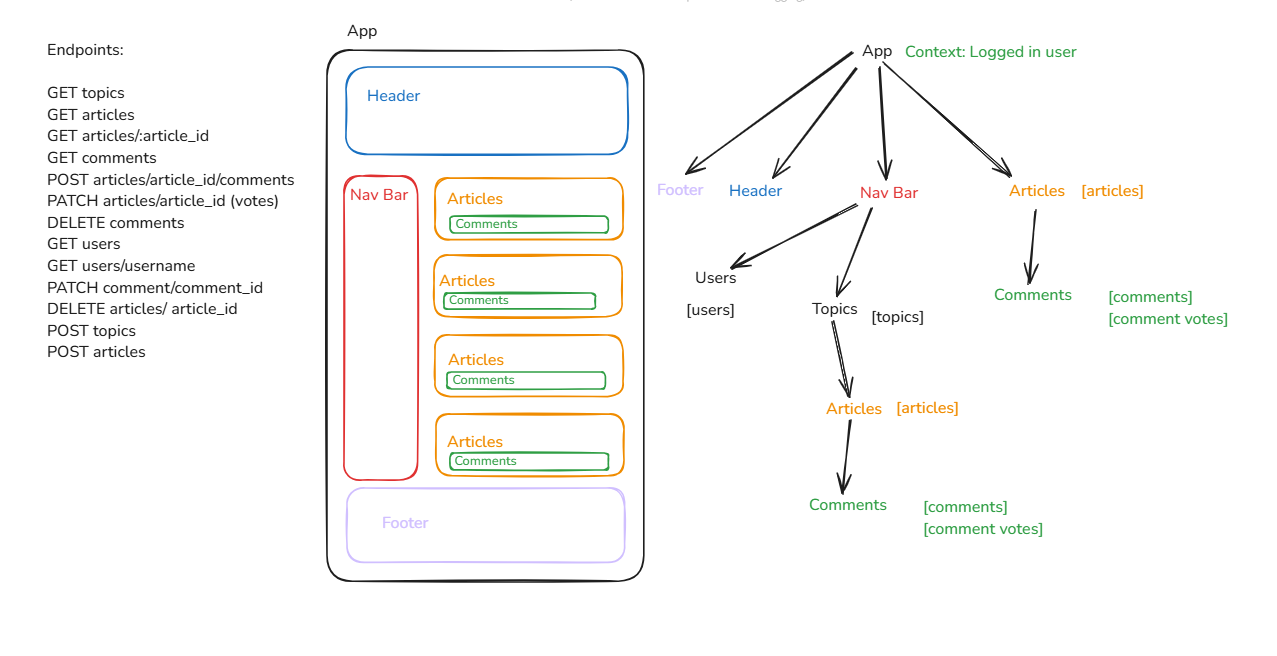 Endpoints:
GET topics
GET articles
GET articles/:article_id
GET comments
POST articles/article_id/comments
PATCH articles/article_id (votes)
DELETE comments
GET users
GET users/username
PATCH comment/comment_id
DELETE articles/ article_id
POST topics
POST articles
App
Header
Nav Bar
Articles
Comments
Articles
Comments
Articles
Comments
Articles
Comments
Footer
App
Context: Logged in user
Footer
Header
Nav Bar
Articles
[articles]
Users
[users]
Topics
[topics]
Comments
[comments]
[comment votes]
Articles
[articles]
Comments
[comments]
[comment votes]